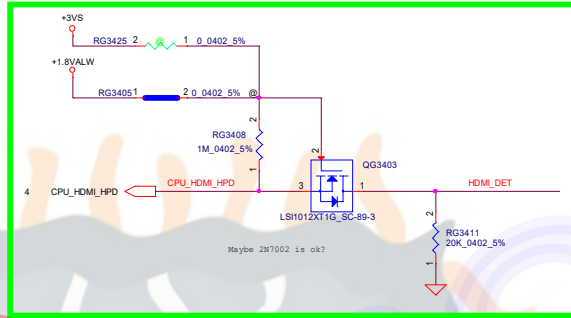 +3VS
RG3425 2 @ 1 0_0402_5%
+1.8VALW
RG3405 1 2 0_0402_5% @
2
RG3408
1M_0402_5%
1
2
QG3403
4 CPU_HDMI_HPD
CPU_HDMI_HPD
3
1
HDMI_DET
LSI1012XT1G_SC-89-3
2
RG3411
20K_0402_5%
1
Maybe 2N7002 is ok?